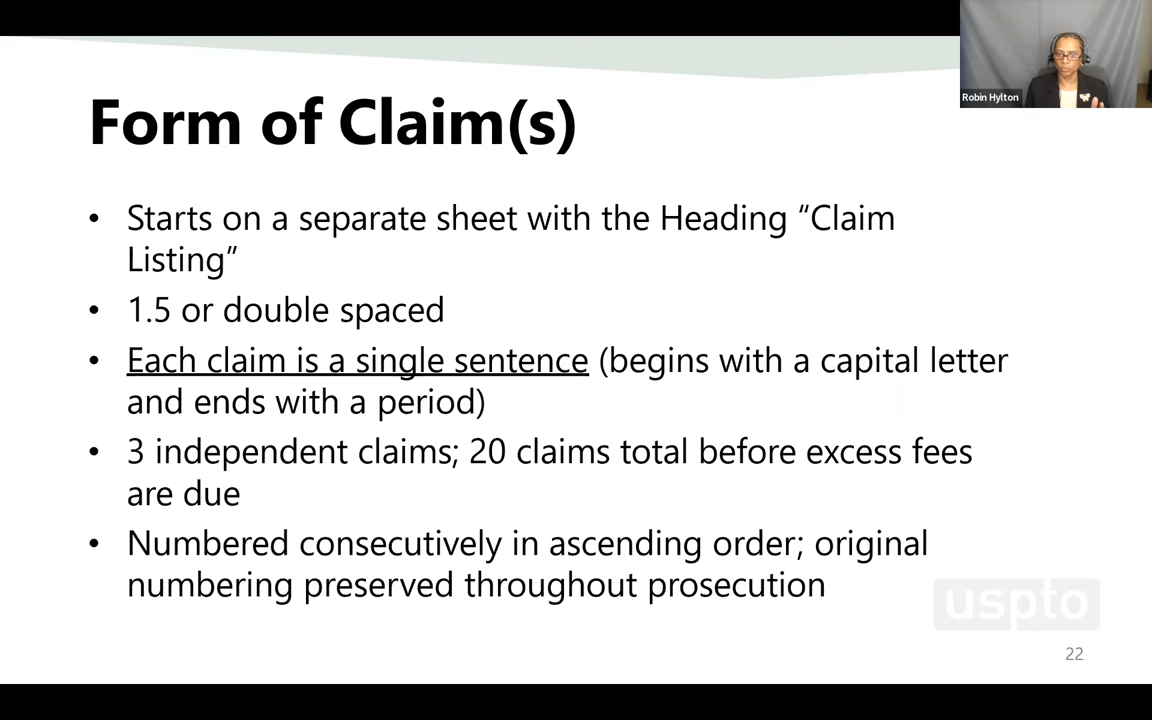 Robin Hylton
Form of Claim(s)
• Starts on a separate sheet with the Heading “Claim
Listing”
• 1.5 or double spaced
• Each claim is a single sentence (begins with a capital letter
and ends with a period)
• 3 independent claims; 20 claims total before excess fees
are due
• Numbered consecutively in ascending order; original
numbering preserved throughout prosecution
uspto
22